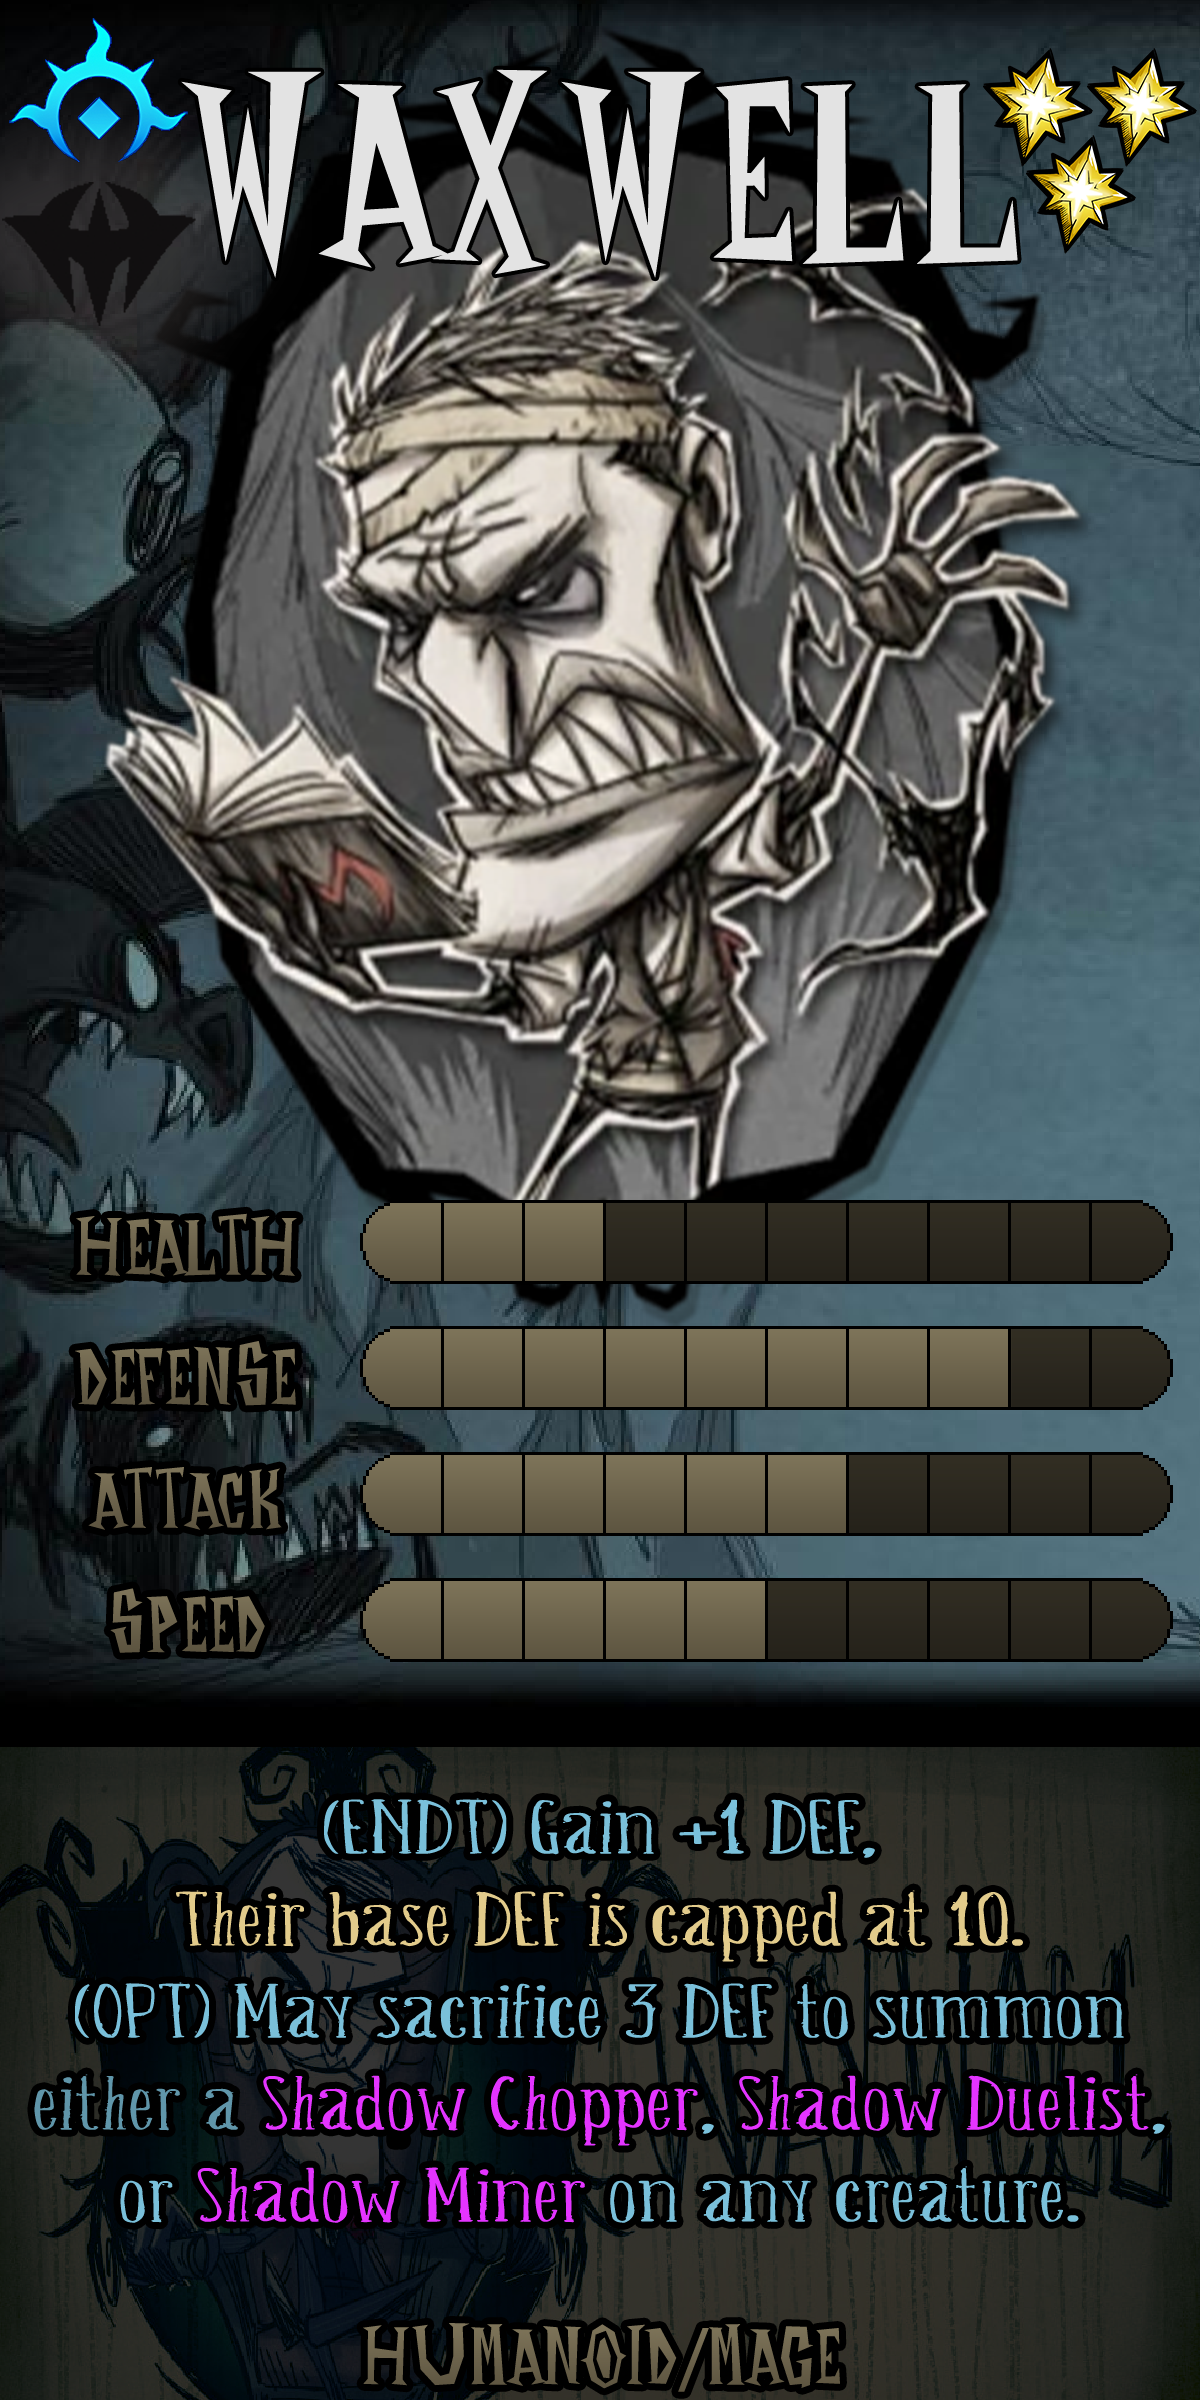 WAXWELL
HEALTH
DEFENSE
ATTACK
SPEED
(ENDT) Gain +1 DEF,
Their base DEF is capped at 10.
(OPT) May sacrifice 3 DEF to summon
either a Shadow Chopper, Shadow Duelist,
or Shadow Miner on any creature.
HUMANOID/MAGE